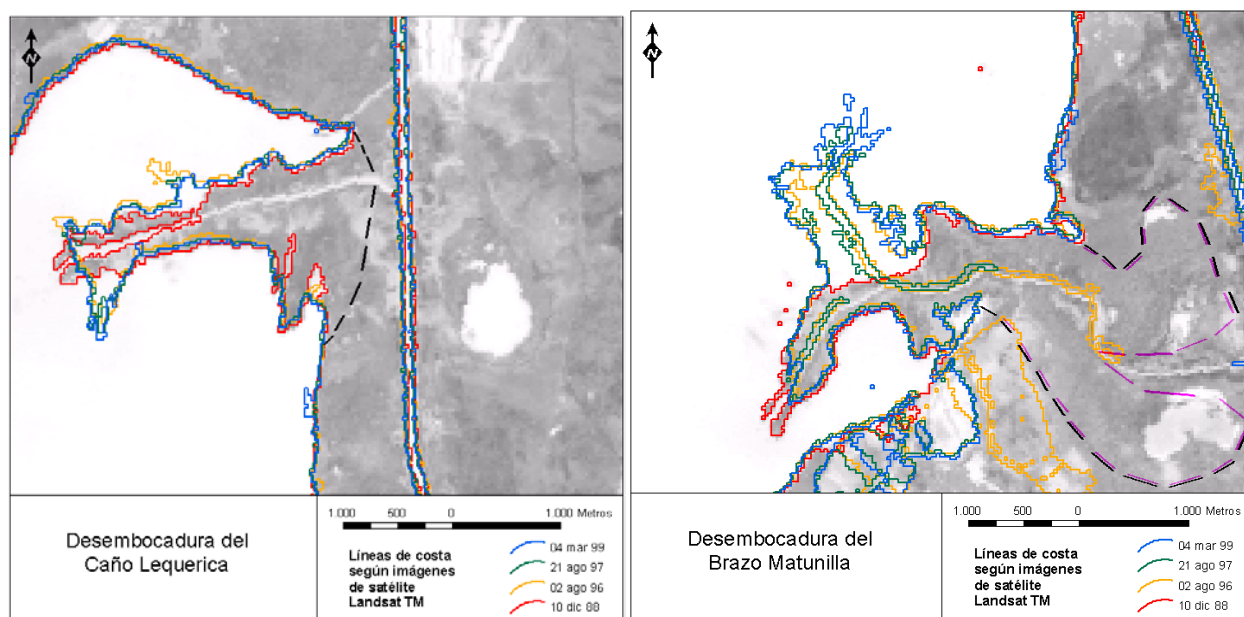 N
Desembocadura del
Caño Lequerica
1.000 500 0 1.000 Metros
Líneas de costa
según imágenes
de satélite
Landsat TM
04 mar 99
21 ago 97
02 ago 96
10 dic 88
N
Desembocadura del
Brazo Matunilla
1.000 500 0 1.000 Metros
Líneas de costa
según imágenes
de satélite
Landsat TM
04 mar 99
21 ago 97
02 ago 96
10 dic 88